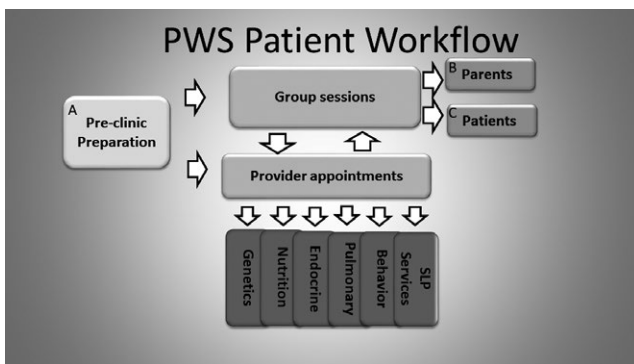 PWS Patient Workflow
A
Pre-clinic
Preparation
Group sessions
B
Parents
C
Patients
Provider appointments
Genetics
Nutrition
Endocrine
Pulmonary
Behavior
SLP
Services